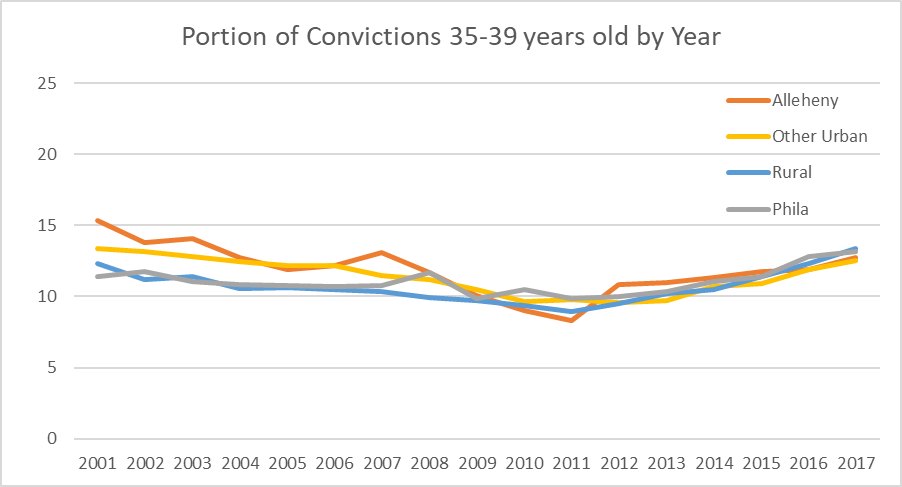 Portion of Convictions 35-39 years old by Year
25
20
15
10
5
0
Alleheny
Other Urban
Rural
Phila
2001 2002 2003 2004 2005 2006 2007 2008 2009 2010 2011 2012 2013 2014 2015 2016 2017